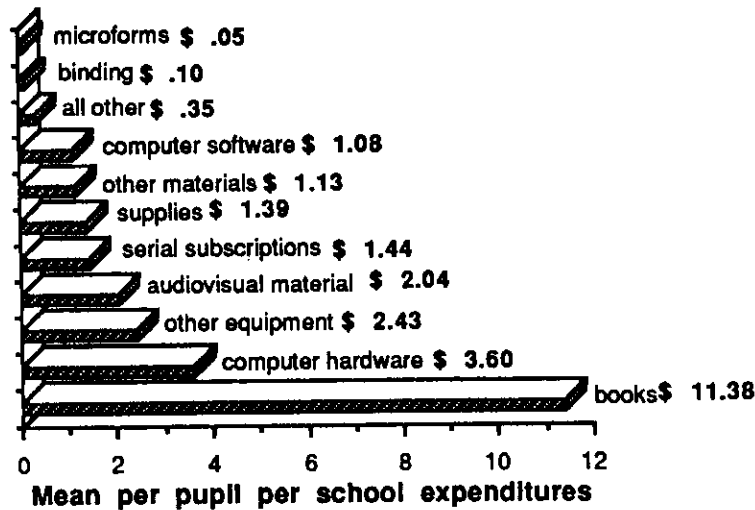 microforms $ .05
binding $ .10
all other $ .35
computer software $ 1.08
other materials $ 1.13
supplies $ 1.39
serial subscriptions $ 1.44
audiovisual material $ 2.04
other equipment $ 2.43
computer hardware $ 3.60
books $ 11.38
0 2 4 6 8 10 12
Mean per pupil per school expenditures